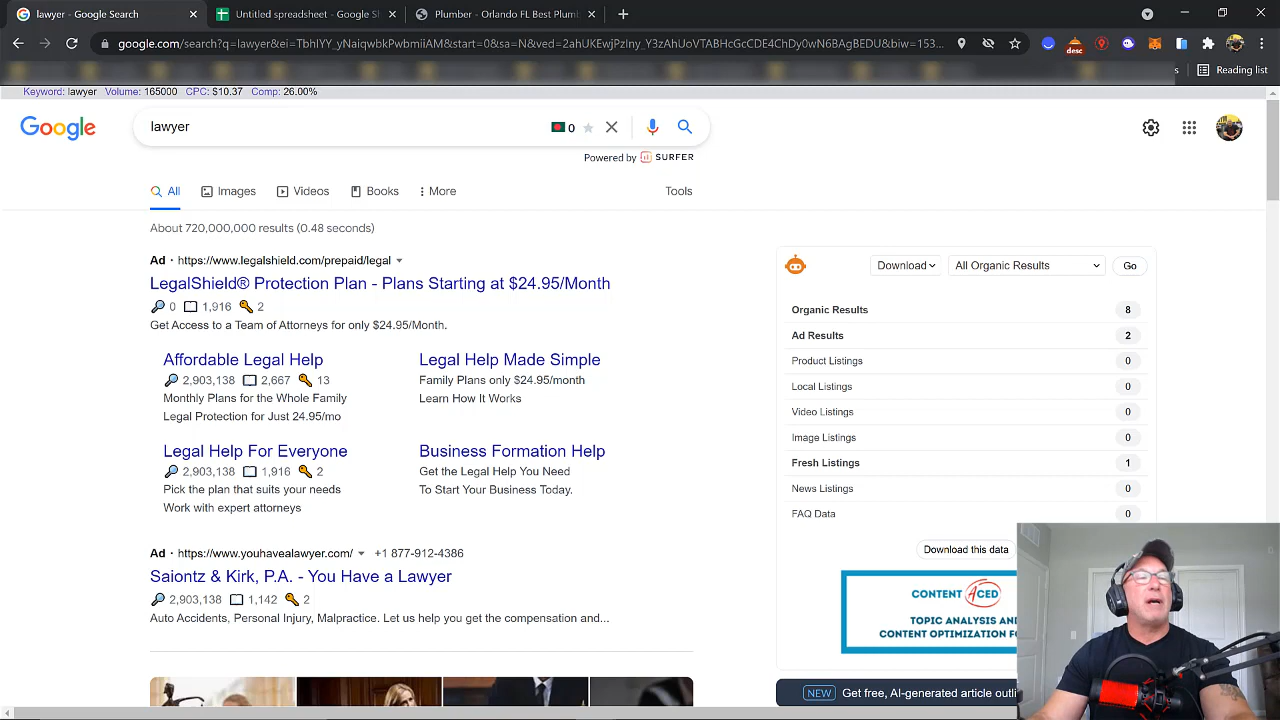 lawyer - Google Search
Untitled spreadsheet - Google S
Plumber - Orlando FL Best Plumb
google.com/search?q=lawyer&ei=TbhIYY_yNaiqwbkPwbmiiAM&start=0&sa=N&ved=2ahUKEwjPzIny_Y3zAhUoVTABHcGcCDE4ChDy0wN6BAgBEDU&biw=153...
desc
s
Reading list
Keyword: lawyer Volume: 165000 CPC: $10.37 Comp: 26.00%
Google
lawyer
0
Powered by SURFER
All
Images
Videos
Books
More
Tools
About 720,000,000 results (0.48 seconds)
Ad · https://www.legalshield.com/prepaid/legal
LegalShield® Protection Plan - Plans Starting at $24.95/Month
0 1,916 2
Get Access to a Team of Attorneys for only $24.95/Month.
Affordable Legal Help
2,903,138 2,667 13
Monthly Plans for the Whole Family
Legal Protection for Just 24.95/mo
Legal Help Made Simple
Family Plans only $24.95/month
Learn How It Works
Legal Help For Everyone
2,903,138 1,916 2
Pick the plan that suits your needs
Work with expert attorneys
Business Formation Help
Get the Legal Help You Need
To Start Your Business Today.
Ad · https://www.youhavealawyer.com/ +1 877-912-4386
Saiontz & Kirk, P.A. - You Have a Lawyer
2,903,138 1,142 2
Auto Accidents, Personal Injury, Malpractice. Let us help you get the compensation and...
Download
All Organic Results
Go
Organic Results 8
Ad Results 2
Product Listings 0
Local Listings 0
Video Listings 0
Image Listings 0
Fresh Listings 1
News Listings 0
FAQ Data 0
Download this data
CONTENT ACED
TOPIC ANALYSIS AND
CONTENT OPTIMIZATION FO
NEW Get free, AI-generated article outli